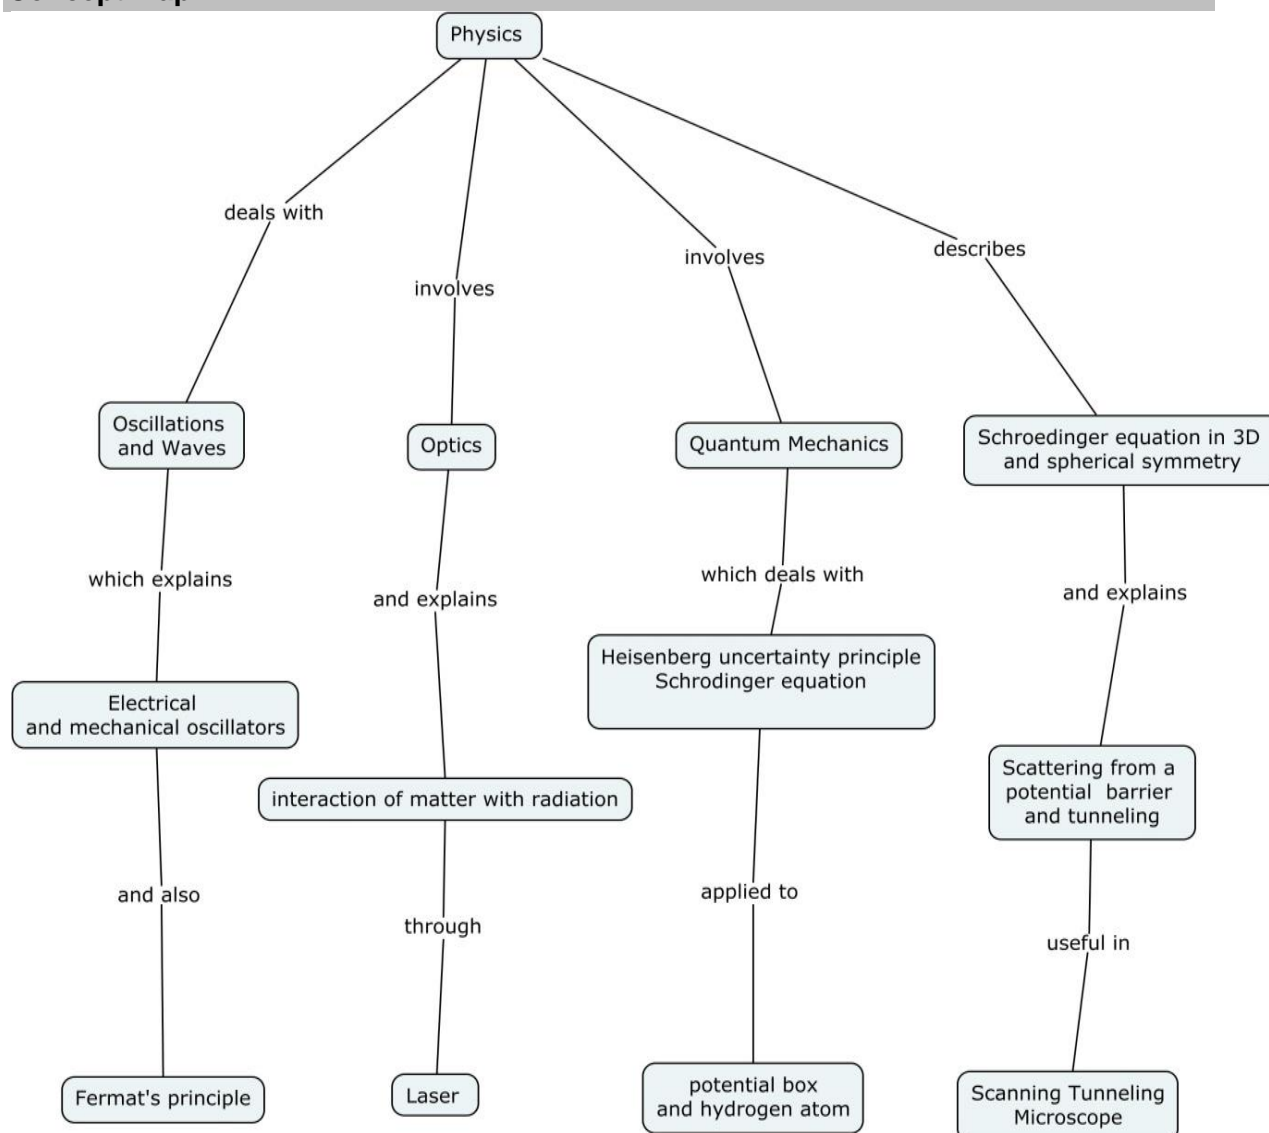 Physics
deals with
involves
involves
describes
Oscillations
and Waves
Optics
Quantum Mechanics
Schroedinger equation in 3D
and spherical symmetry
which explains
and explains
which deals with
and explains
Electrical
and mechanical oscillators
interaction of matter with radiation
Heisenberg uncertainty principle
Schrodinger equation
Scattering from a
potential barrier
and tunneling
and also
through
applied to
useful in
Fermat's principle
Laser
potential box
and hydrogen atom
Scanning Tunneling
Microscope